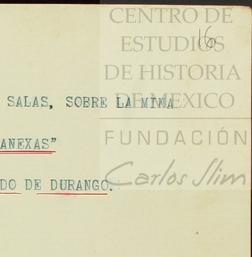 CENTRO DE
ESTUDIOS
DE HISTORIA
DE MEXICO
FUNDACIÓN
Carlos Slim
16
SALAS, SOBRE LA MINA
ANEXAS"
DO DE DURANGO.